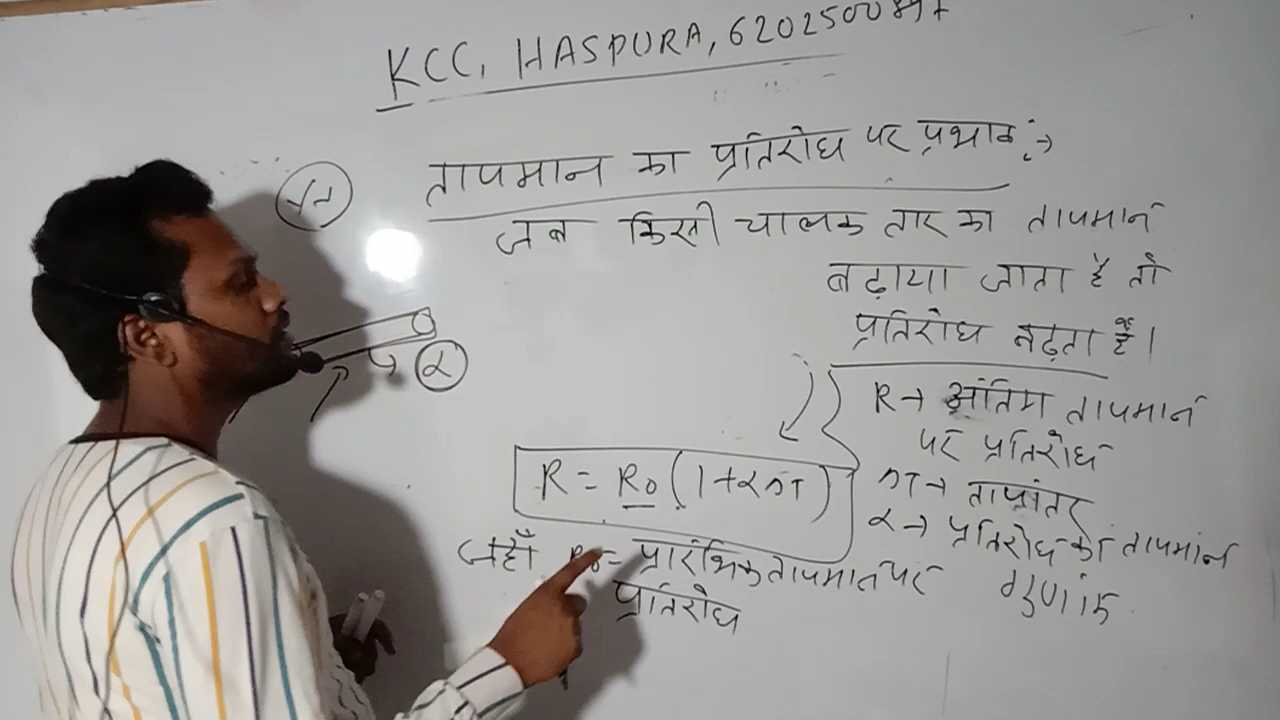 KCC, HASPURA, 620250089
तापमान का प्रतिरोध पर प्रभाव :→
जब किसी चालक तार का तापमान
बढ़ाया जाता है तो
प्रतिरोध बढ़ता है।
R → अंतिम तापमान
पर प्रतिरोध
R = R₀ (1+α∆T)
∆T → तापांतर
α → प्रतिरोध का तापमान
गुणांक
जहाँ R₀ = प्रारंभिक तापमान पर
प्रतिरोध
α